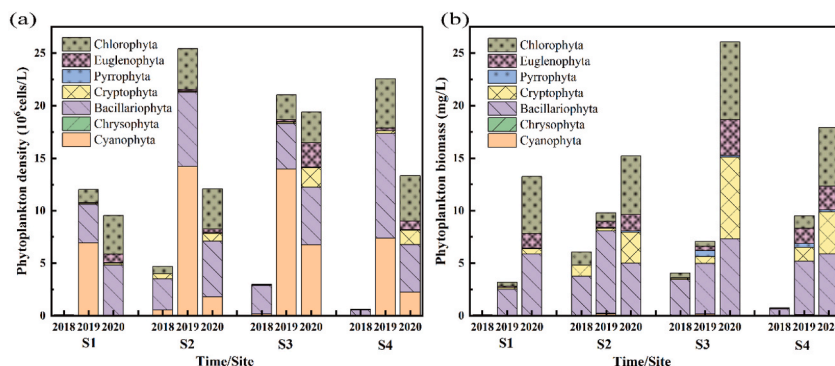 (a)
Phytoplankton density (10⁶cells/L)
25
20
15
10
5
0
Chlorophyta
Euglenophyta
Pyrrophyta
Cryptophyta
Bacillariophyta
Chrysophyta
Cyanophyta
2018 2019 2020 2018 2019 2020 2018 2019 2020 2018 2019 2020
S1 S2 S3 S4
Time/Site
(b)
Phytoplankton biomass (mg/L)
25
20
15
10
5
0
Chlorophyta
Euglenophyta
Pyrrophyta
Cryptophyta
Bacillariophyta
Chrysophyta
Cyanophyta
2018 2019 2020 2018 2019 2020 2018 2019 2020 2018 2019 2020
S1 S2 S3 S4
Time/Site